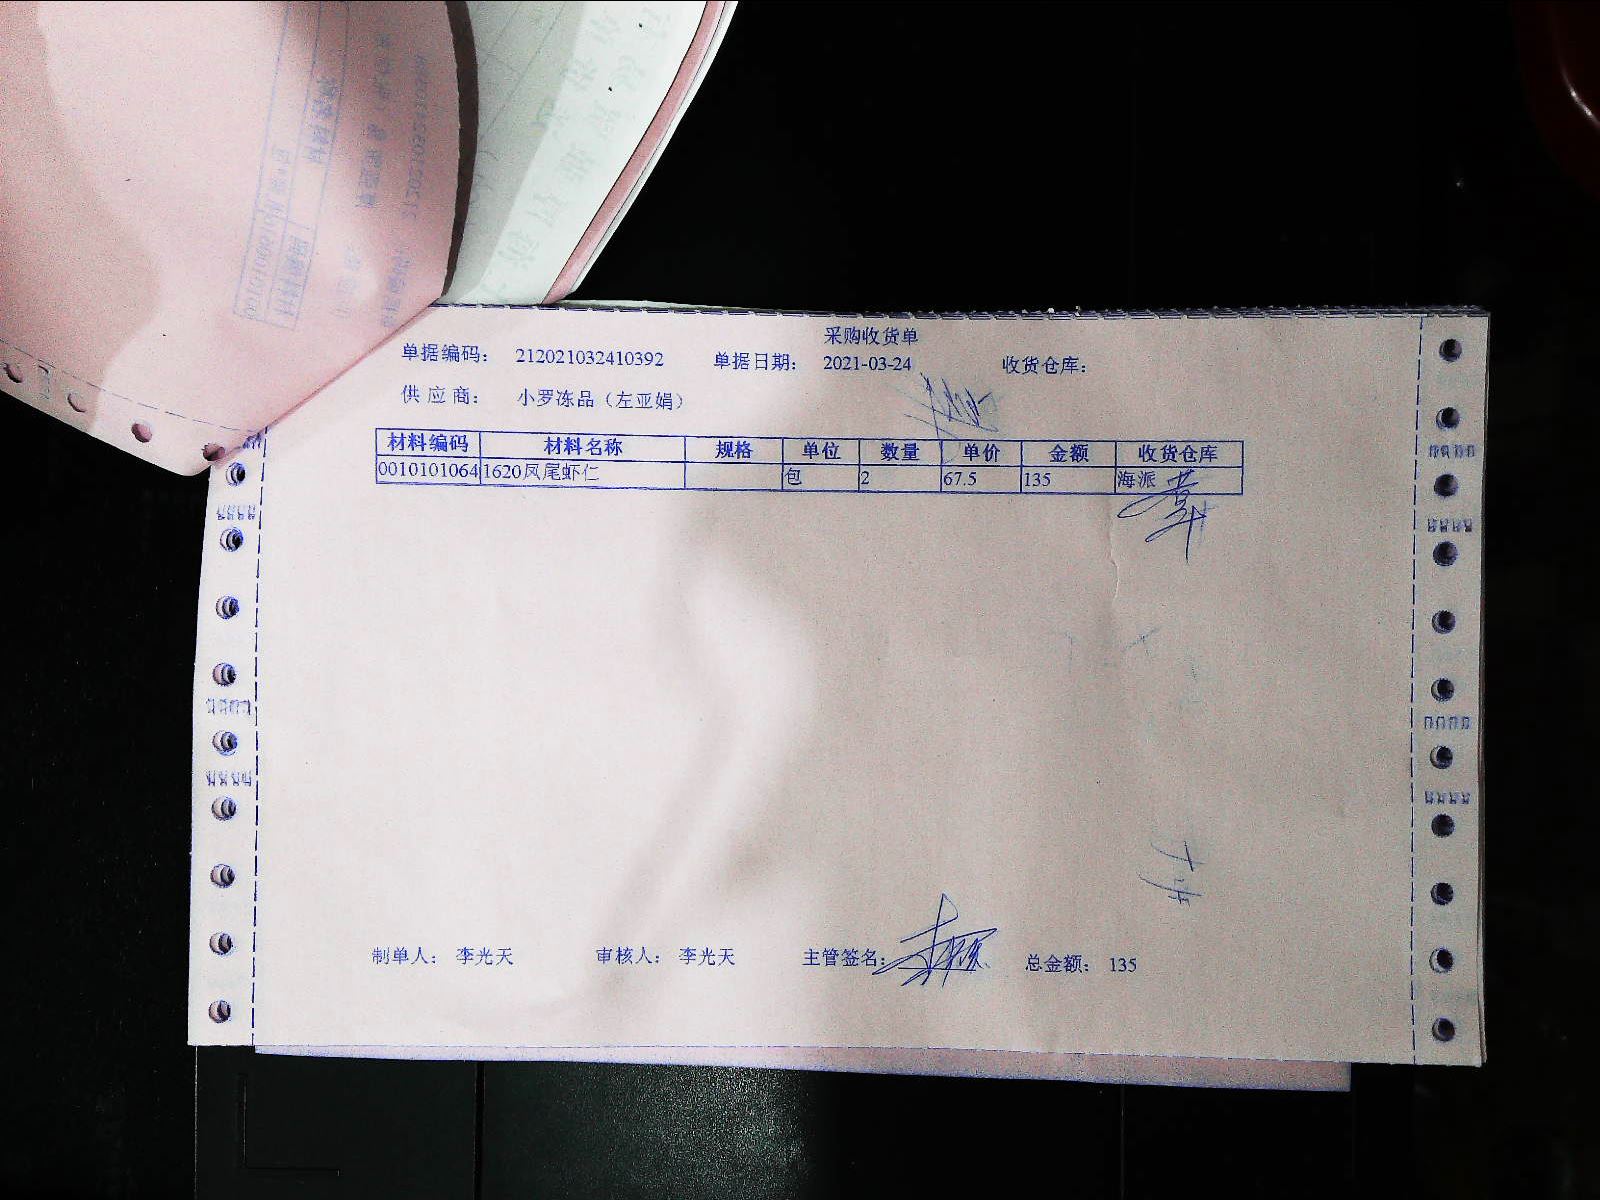 采购收货单
单据编码： 212021032410392 单据日期： 2021-03-24 收货仓库：
供应商： 小罗冻品（左亚娟）
材料编码 材料名称 规格 单位 数量 单价 金额 收货仓库
0010101064 1620凤尾虾仁 包 2 67.5 135 海派
制单人： 李光天 审核人： 李光天 主管签名： 总金额： 135